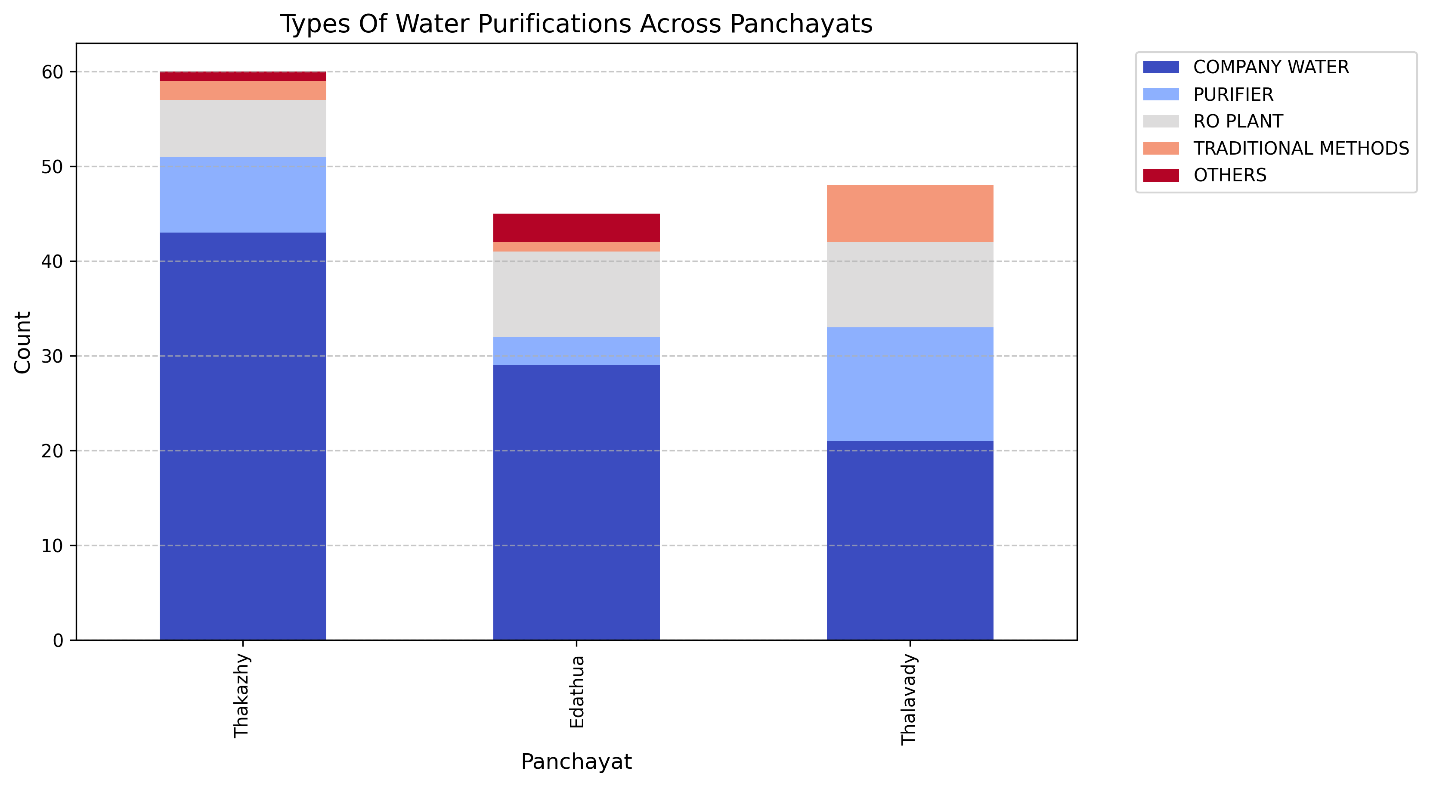 Types Of Water Purifications Across Panchayats
60
50
40
30
20
10
0
Count
Thakazhy
Edathua
Thalavady
Panchayat
COMPANY WATER
PURIFIER
RO PLANT
TRADITIONAL METHODS
OTHERS